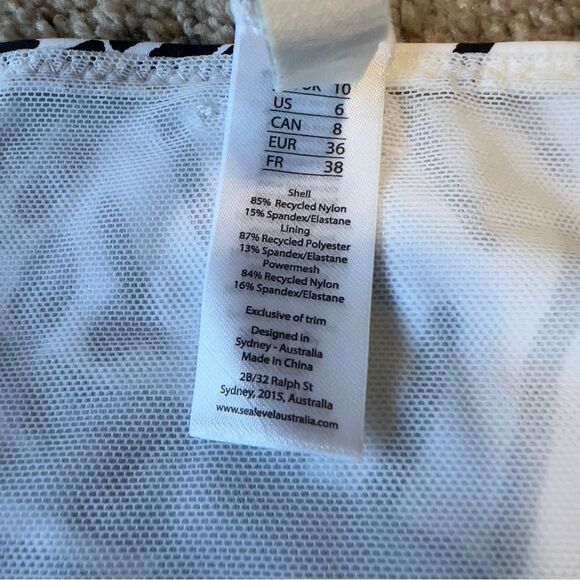 10
US 6
CAN 8
EUR 36
FR 38
Shell
85% Recycled Nylon
15% Spandex/Elastane
Lining
87% Recycled Polyester
13% Spandex/Elastane
Powermesh
84% Recycled Nylon
16% Spandex/Elastane
Exclusive of trim
Designed in
Sydney - Australia
Made in China
2B/32 Ralph St
Sydney, 2015, Australia
www.sealevelaustralia.com